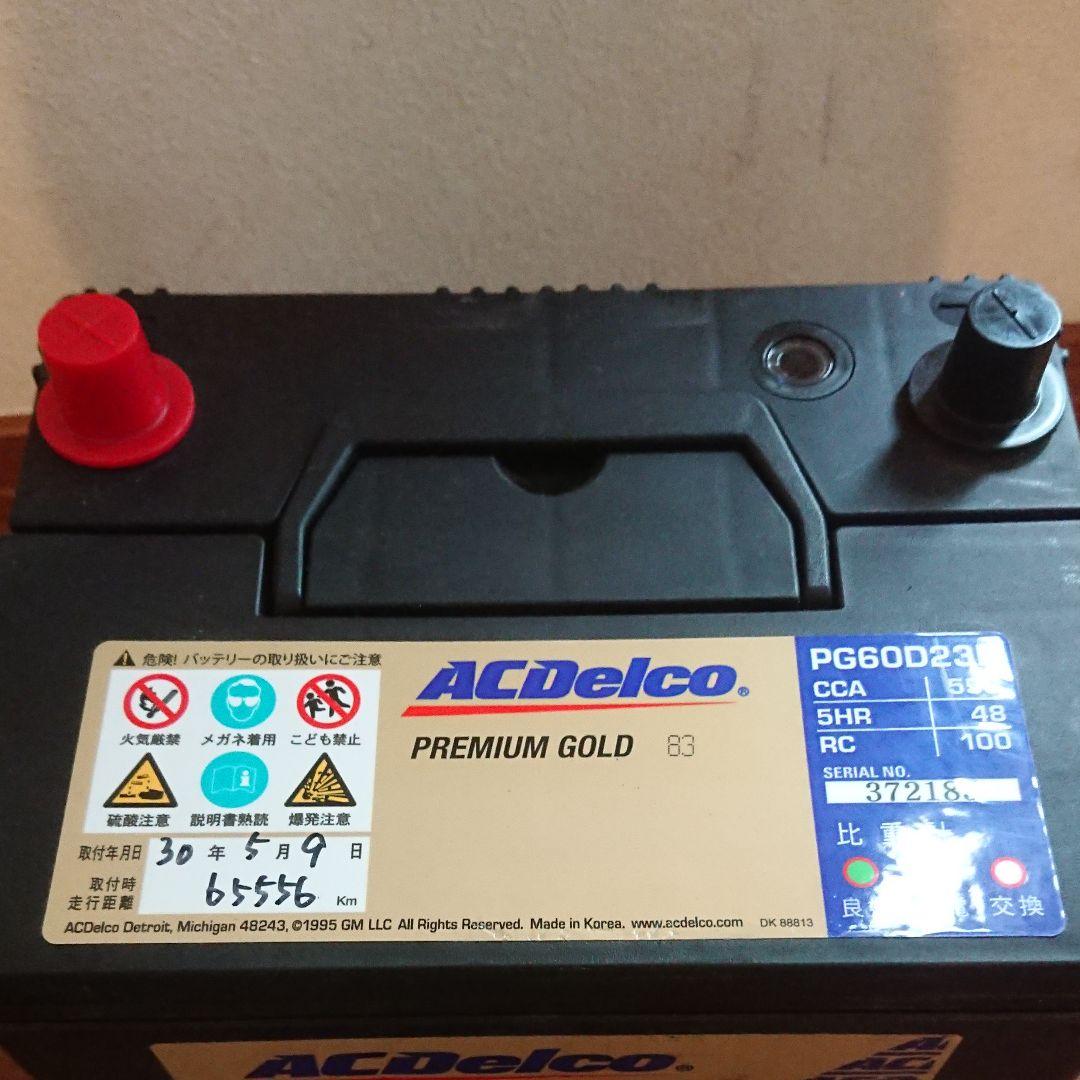 ⚠ 危険! バッテリーの取り扱いにご注意
火気厳禁 メガネ着用 こども禁止
硫酸注意 説明書熟読 爆発注意
取付年月日 30 年 5 月 9 日
取付時
走行距離 65556 Km
ACDelco®
PREMIUM GOLD 83
PG60D23
CCA
5HR 48
RC 100
SERIAL NO.
37218
比重
良 交換
ACDelco Detroit, Michigan 48243, ©1995 GM LLC All Rights Reserved. Made in Korea. www.acdelco.com DK 88813
ACDelco®